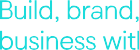 Build, brand,
business wit